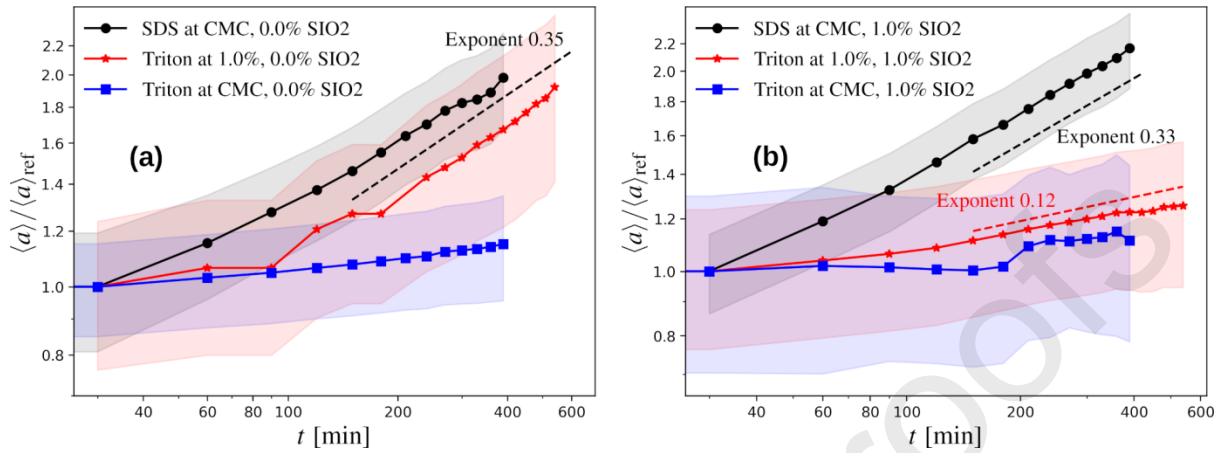 SDS at CMC, 0.0% SIO2
Triton at 1.0%, 0.0% SIO2
Triton at CMC, 0.0% SIO2
Exponent 0.35
(a)
⟨a⟩/⟨a⟩ref
2.2
2.0
1.8
1.6
1.4
1.2
1.0
0.8
40 60 80 100 200 400 600
t [min]
SDS at CMC, 1.0% SIO2
Triton at 1.0%, 1.0% SIO2
Triton at CMC, 1.0% SIO2
(b)
Exponent 0.33
Exponent 0.12
⟨a⟩/⟨a⟩ref
2.2
2.0
1.8
1.6
1.4
1.2
1.0
0.8
40 60 80 100 200 400 600
t [min]
roofs